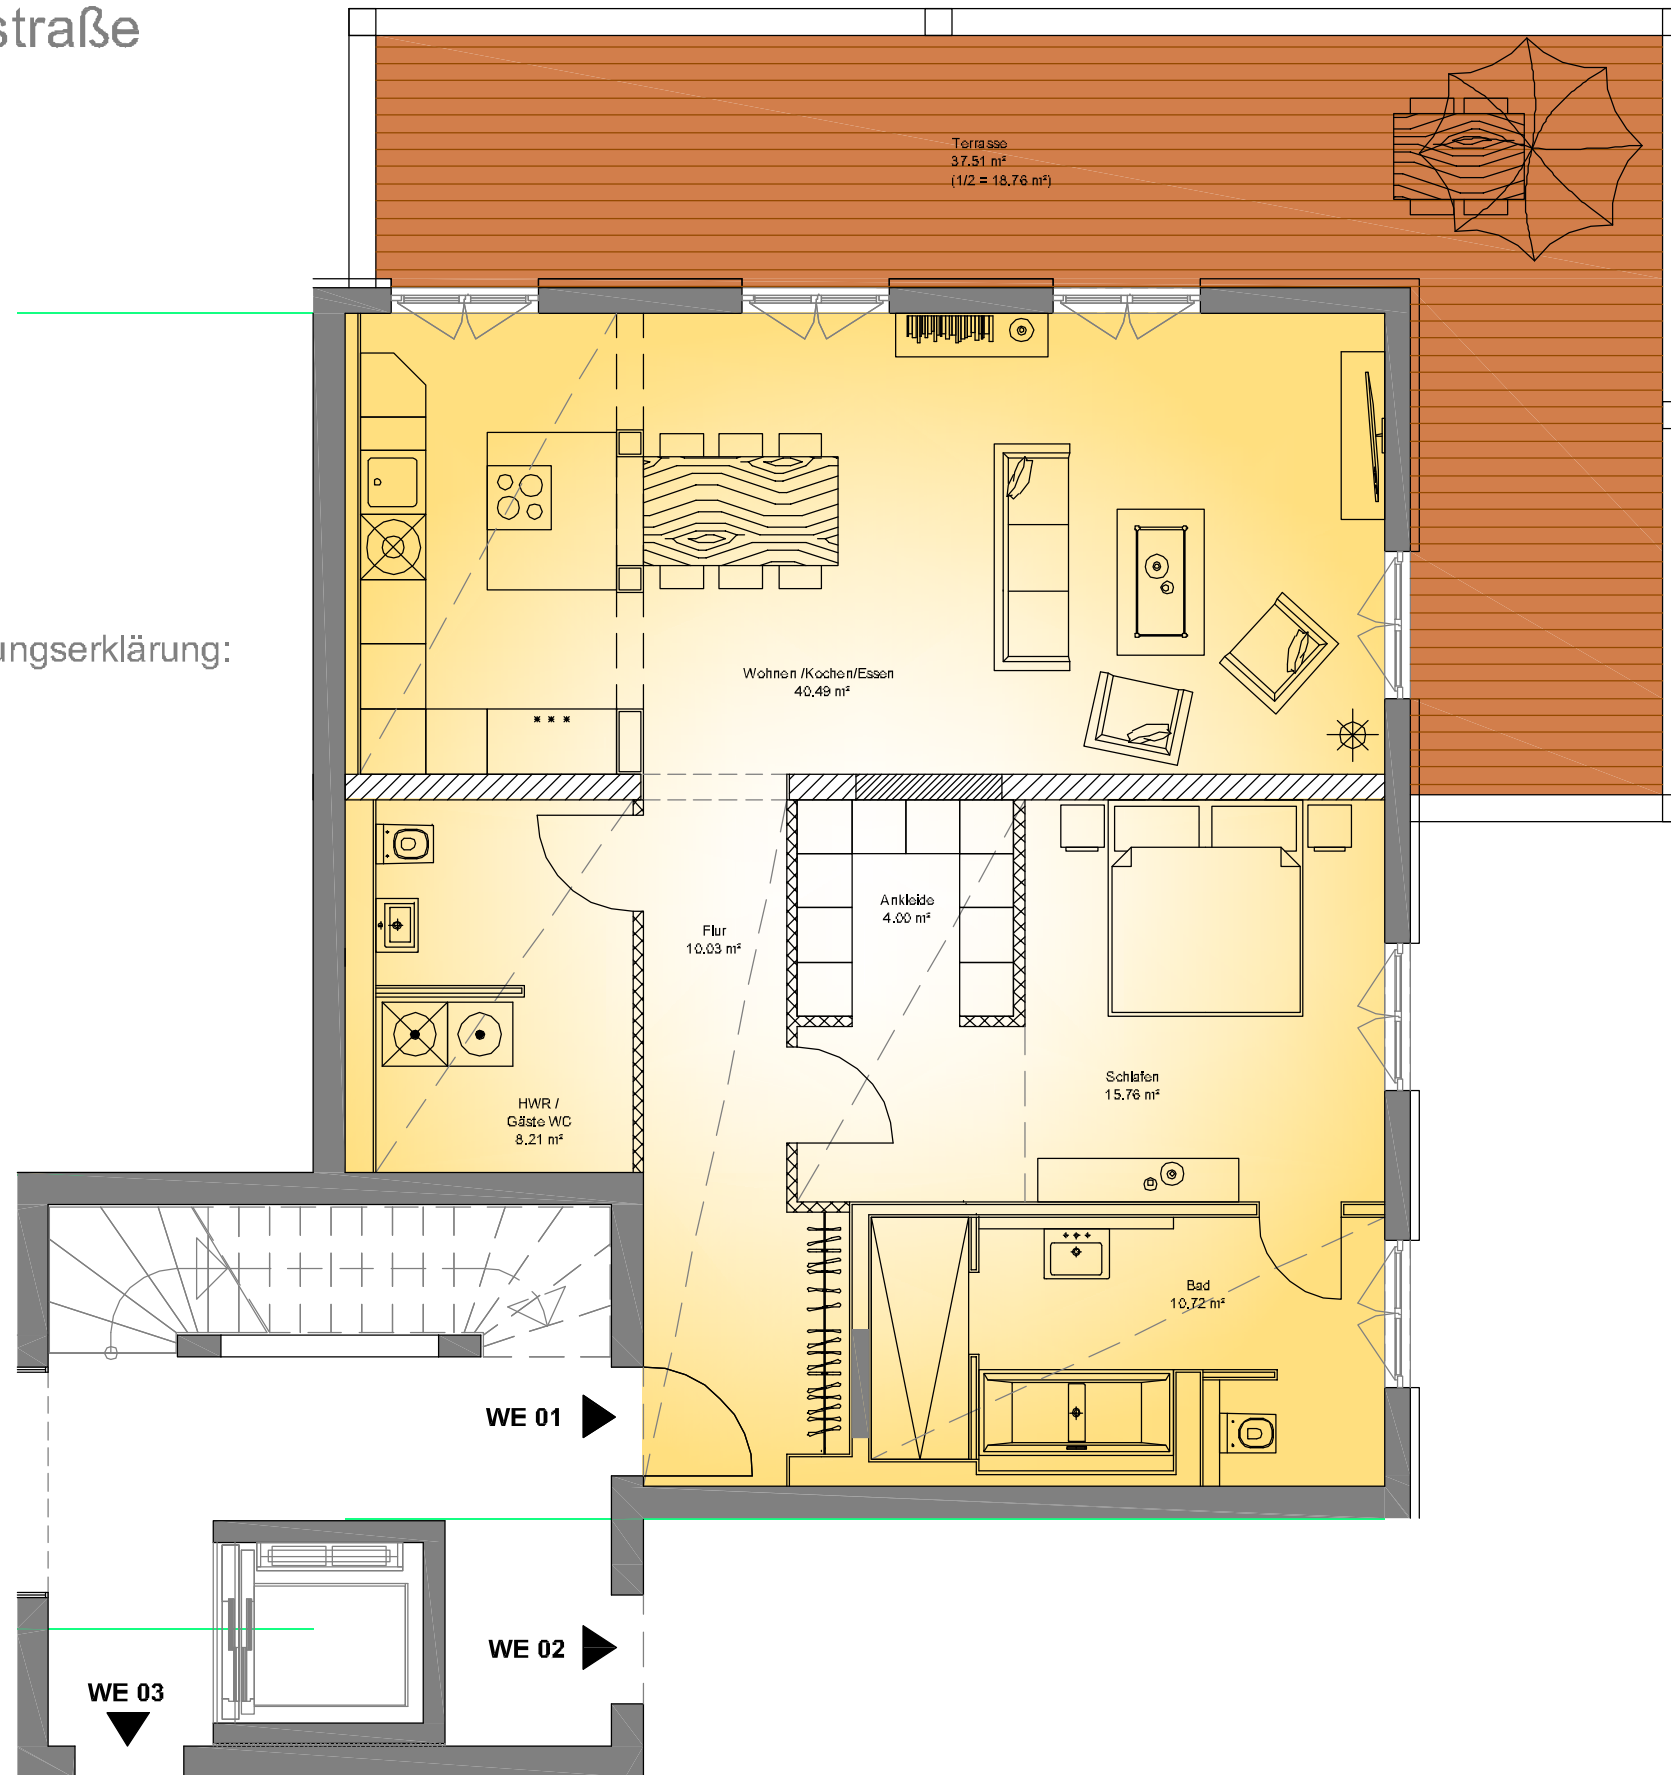 straße
Terrasse
37.51 m²
(1/2 = 18.76 m²)
ungserklärung:
Wohnen /Kochen/Essen
40.49 m²
Ankleide
4.00 m²
Flur
10.03 m²
Schlafen
15.76 m²
HWR /
Gäste WC
8.21 m²
Bad
10.72 m²
WE 01
WE 02
WE 03